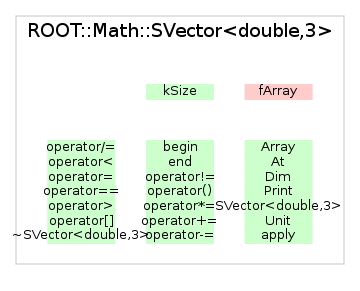 ROOT::Math::SVector<double,3>
kSize fArray
operator/= begin Array
operator< end At
operator= operator!= Dim
operator== operator() Print
operator> operator*= SVector<double,3>
operator[] operator+= Unit
~SVector<double,3> operator-= apply